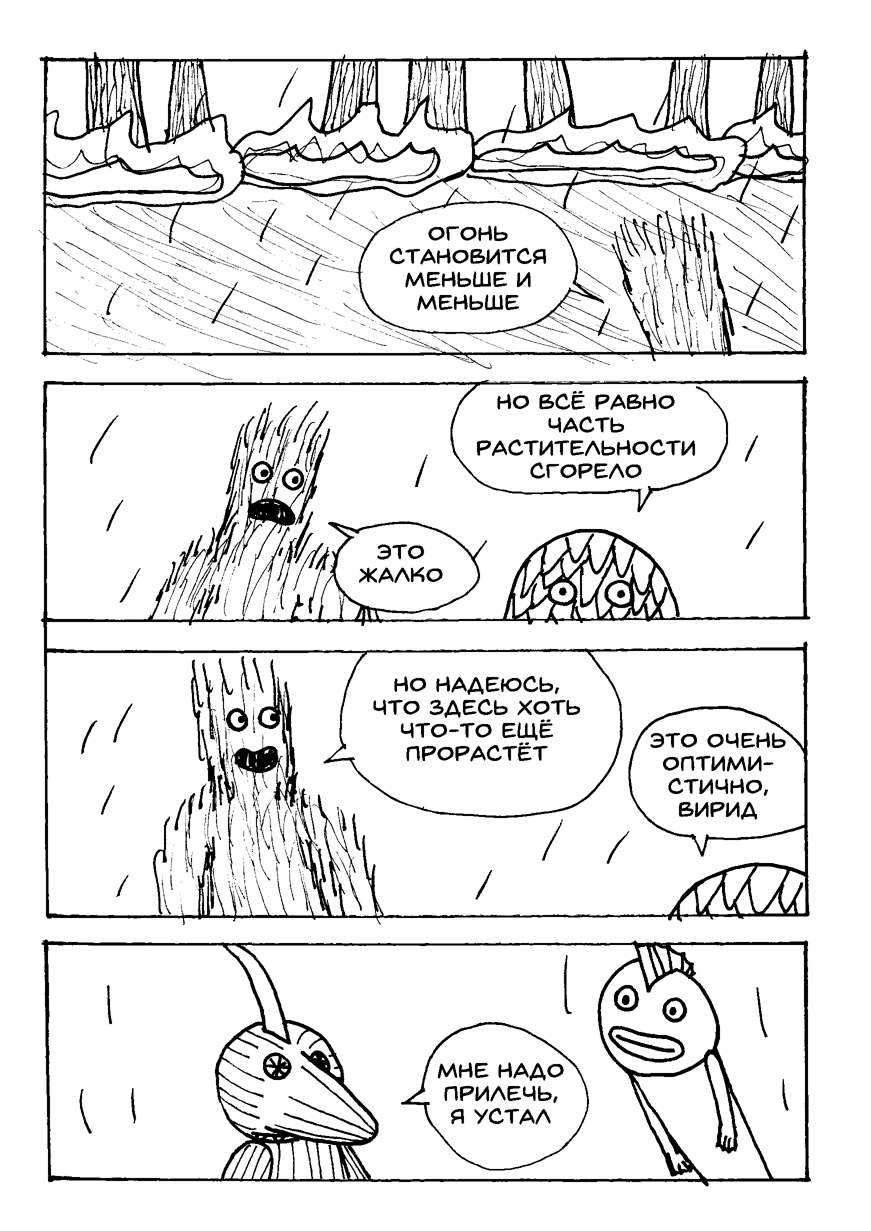 ОГОНЬ
СТАНОВИТСЯ
МЕНЬШЕ И
МЕНЬШЕ
НО ВСЁ РАВНО
ЧАСТЬ
РАСТИТЕЛЬНОСТИ
СГОРЕЛО
ЭТО
ЖАЛКО
НО НАДЕЮСЬ,
ЧТО ЗДЕСЬ ХОТЬ
ЧТО-ТО ЕЩЁ
ПРОРАСТЁТ
ЭТО ОЧЕНЬ
ОПТИМИ-
СТИЧНО,
ВИРИД
МНЕ НАДО
ПРИЛЕЧЬ,
Я УСТАЛ